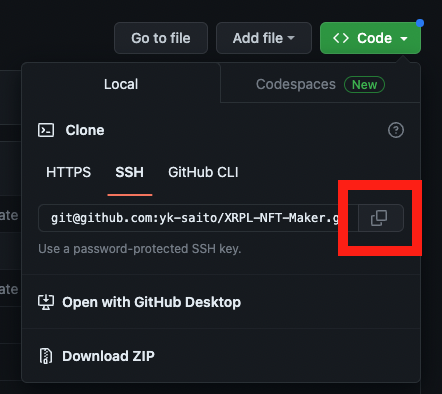 Go to file
Add file
<> Code
Local
Codespaces New
Clone
HTTPS
SSH
GitHub CLI
git@github.com:yk-saito/XRPL-NFT-Maker.g
Use a password-protected SSH key.
Open with GitHub Desktop
Download ZIP
ate
ate